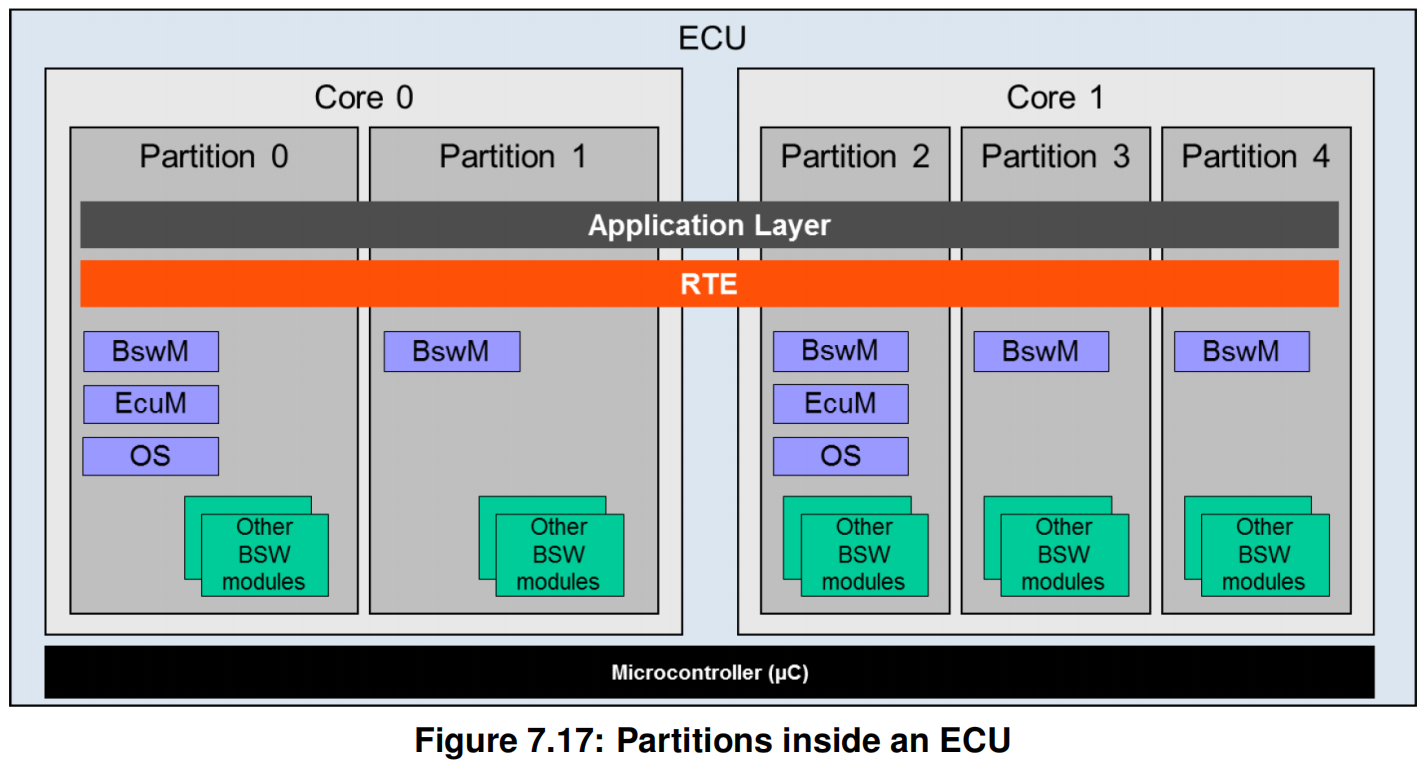 ECU
Core 0
Core 1
Partition 0
Partition 1
Partition 2
Partition 3
Partition 4
Application Layer
RTE
BswM
BswM
BswM
BswM
BswM
EcuM
EcuM
OS
OS
Other
BSW
modules
Other
BSW
modules
Other
BSW
modules
Other
BSW
modules
Other
BSW
modules
Microcontroller (µC)
Figure 7.17: Partitions inside an ECU